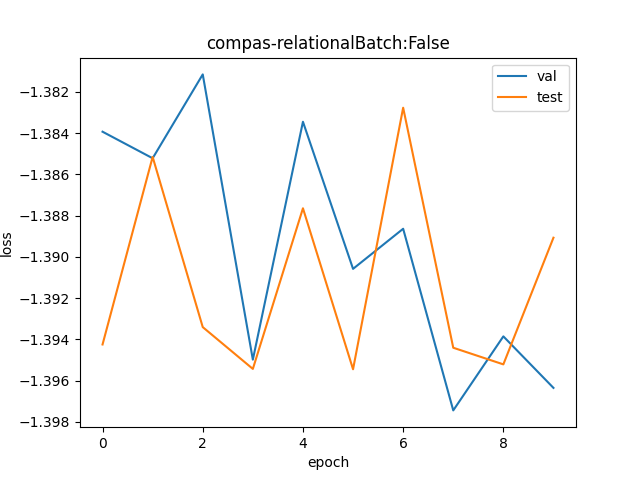 compas-relationalBatch:False
val
test
−1.382
−1.384
−1.386
−1.388
−1.390
−1.392
−1.394
−1.396
−1.398
loss
0 2 4 6 8
epoch